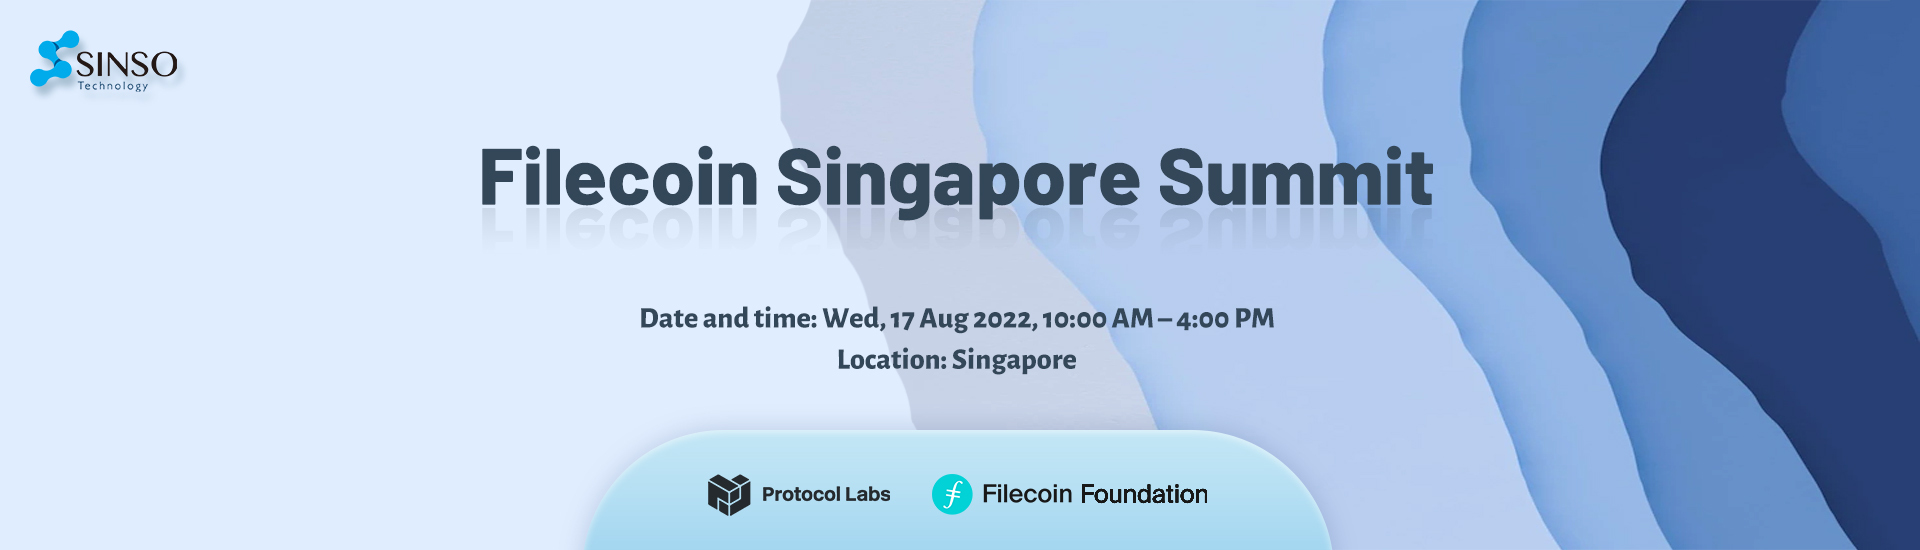 SINSO
Technology
Filecoin Singapore Summit
Date and time: Wed, 17 Aug 2022, 10:00 AM – 4:00 PM
Location: Singapore
Protocol Labs
Filecoin Foundation